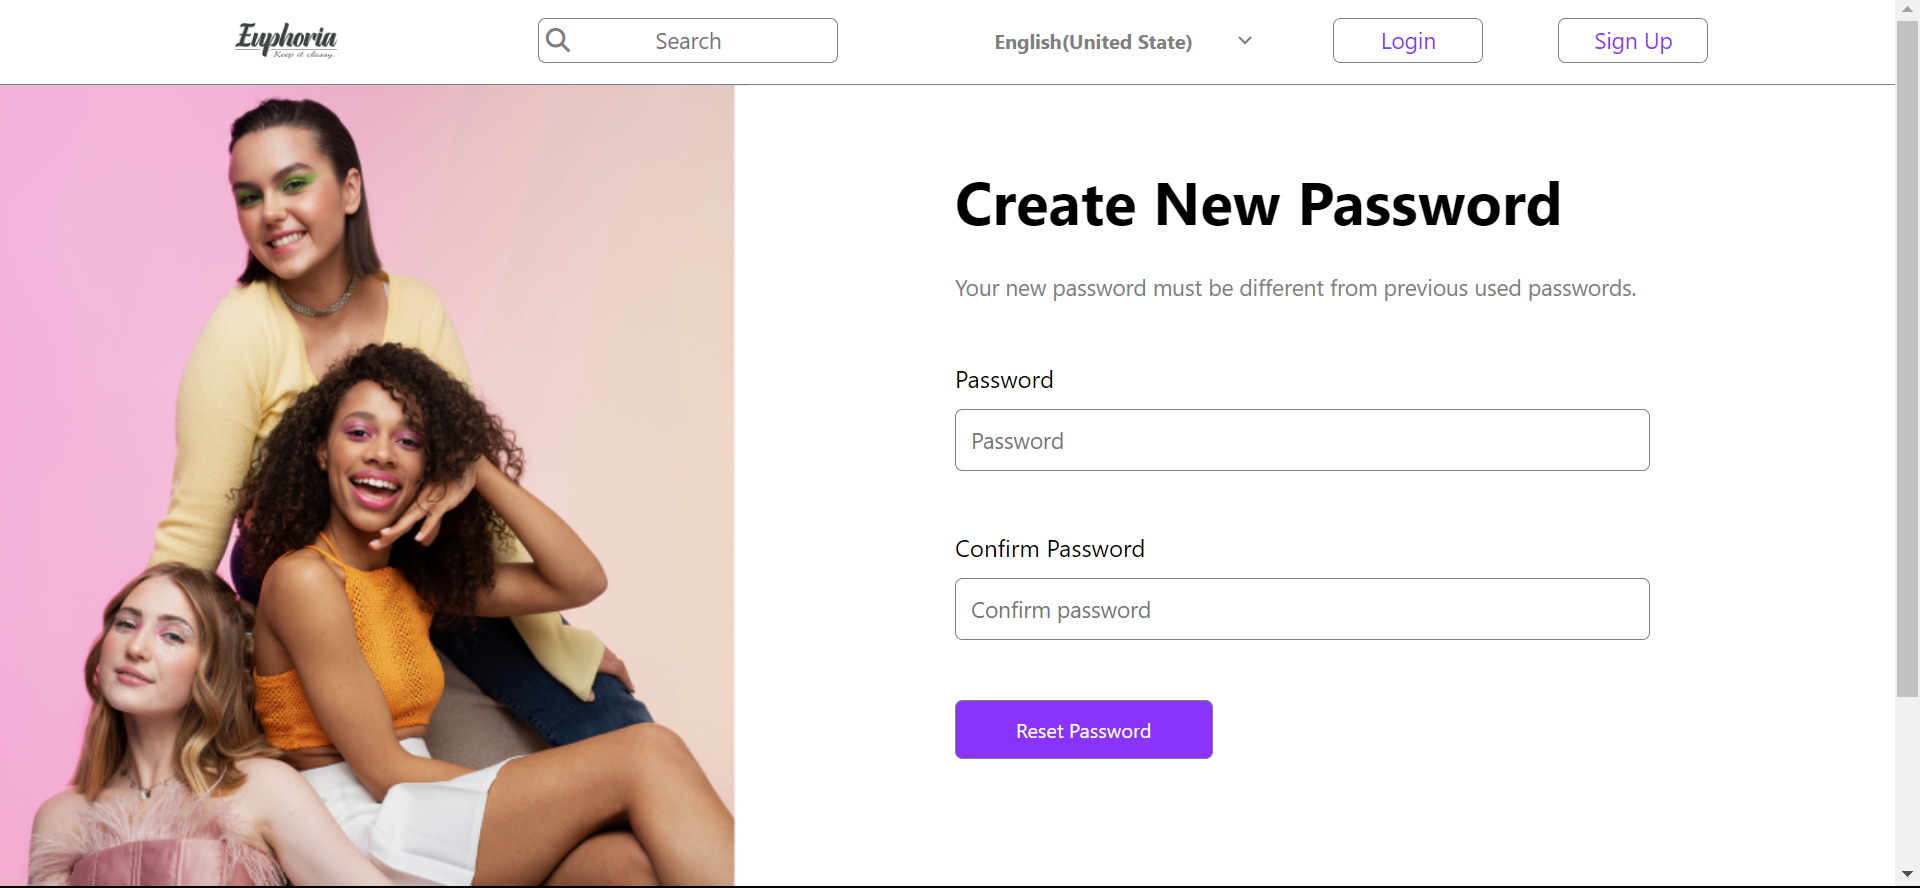 Euphoria
Keep it classy.
Search
English(United State)
Login
Sign Up
Create New Password
Your new password must be different from previous used passwords.
Password
Password
Confirm Password
Confirm password
Reset Password